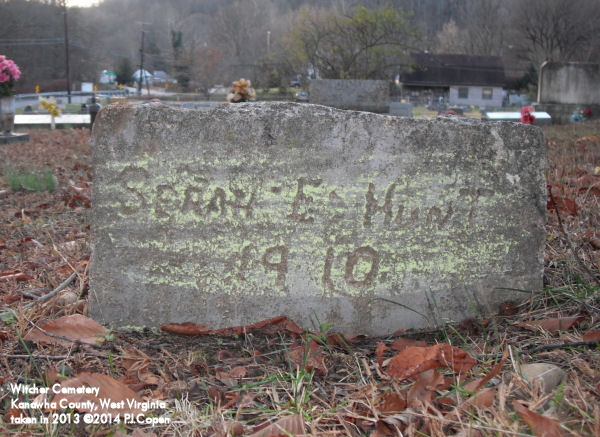 SERAH · E · HUNT
1910
Witcher Cemetery
Kanawha County, West Virginia
taken in 2013 ©2014 P.J.Copen